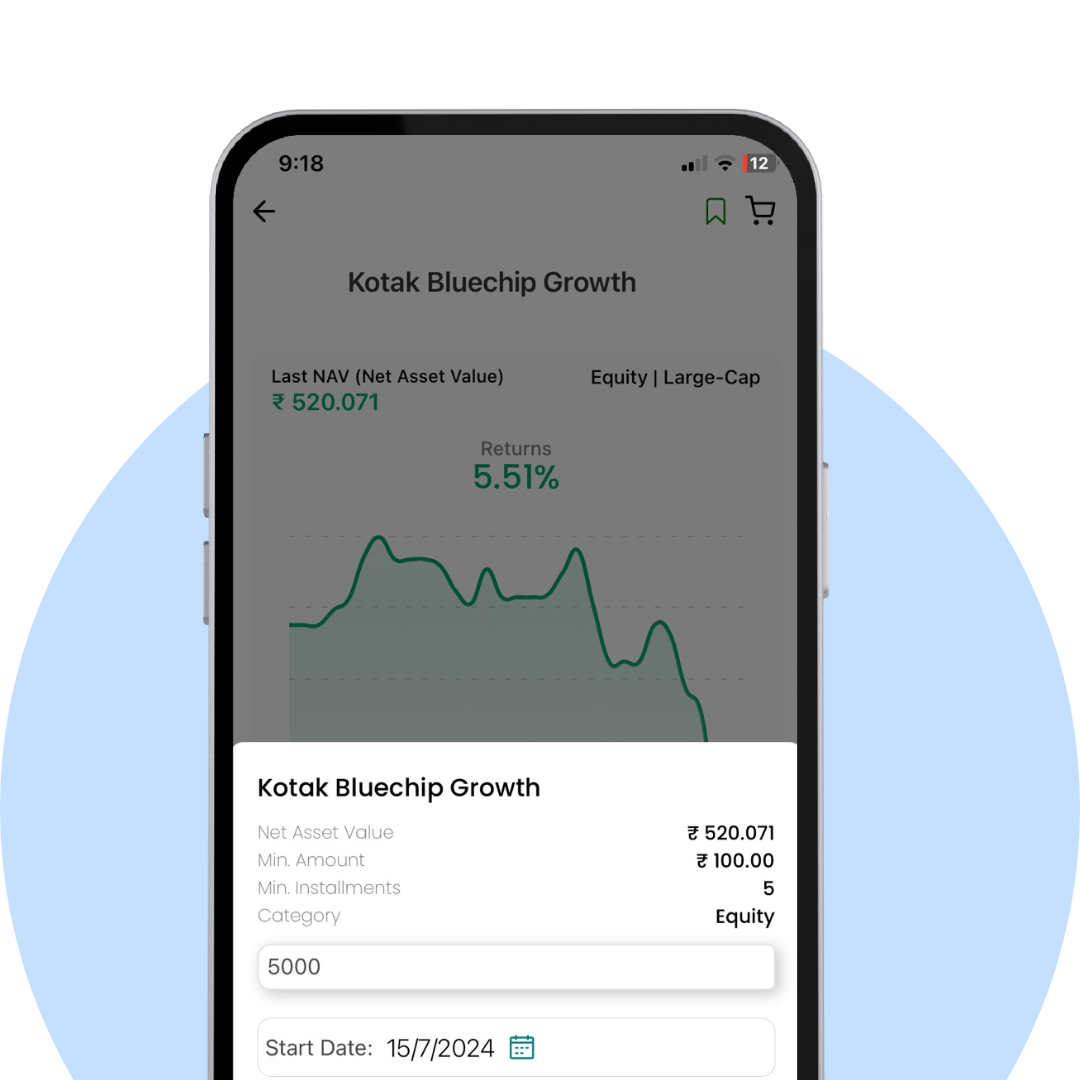 9:18
12
Kotak Bluechip Growth
Last NAV (Net Asset Value)
Equity | Large-Cap
₹ 520.071
Returns
5.51%
Kotak Bluechip Growth
Net Asset Value ₹ 520.071
Min. Amount ₹ 100.00
Min. Installments 5
Category Equity
5000
Start Date: 15/7/2024